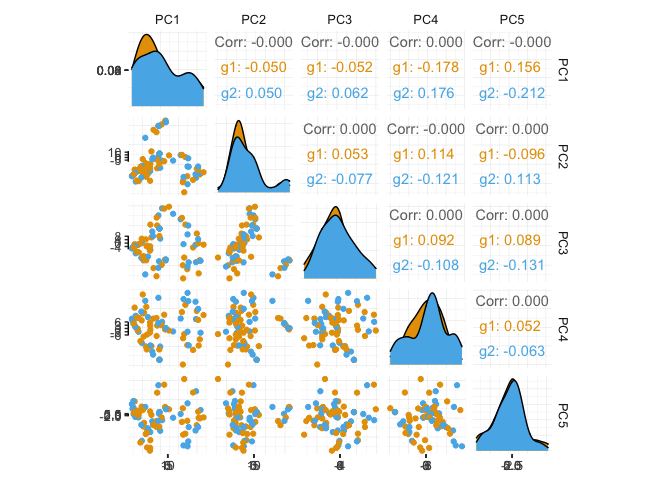 PC1 PC2 PC3 PC4 PC5
Corr: -0.000 Corr: -0.000 Corr: 0.000 Corr: -0.000
g1: -0.050 g1: -0.052 g1: -0.178 g1: 0.156
g2: 0.050 g2: 0.062 g2: 0.176 g2: -0.212
PC1
Corr: 0.000 Corr: -0.000 Corr: 0.000
g1: 0.053 g1: 0.114 g1: -0.096
g2: -0.077 g2: -0.121 g2: 0.113
PC2
Corr: 0.000 Corr: 0.000
g1: 0.092 g1: 0.089
g2: -0.108 g2: -0.131
PC3
Corr: 0.000
g1: 0.052
g2: -0.063
PC4
PC5